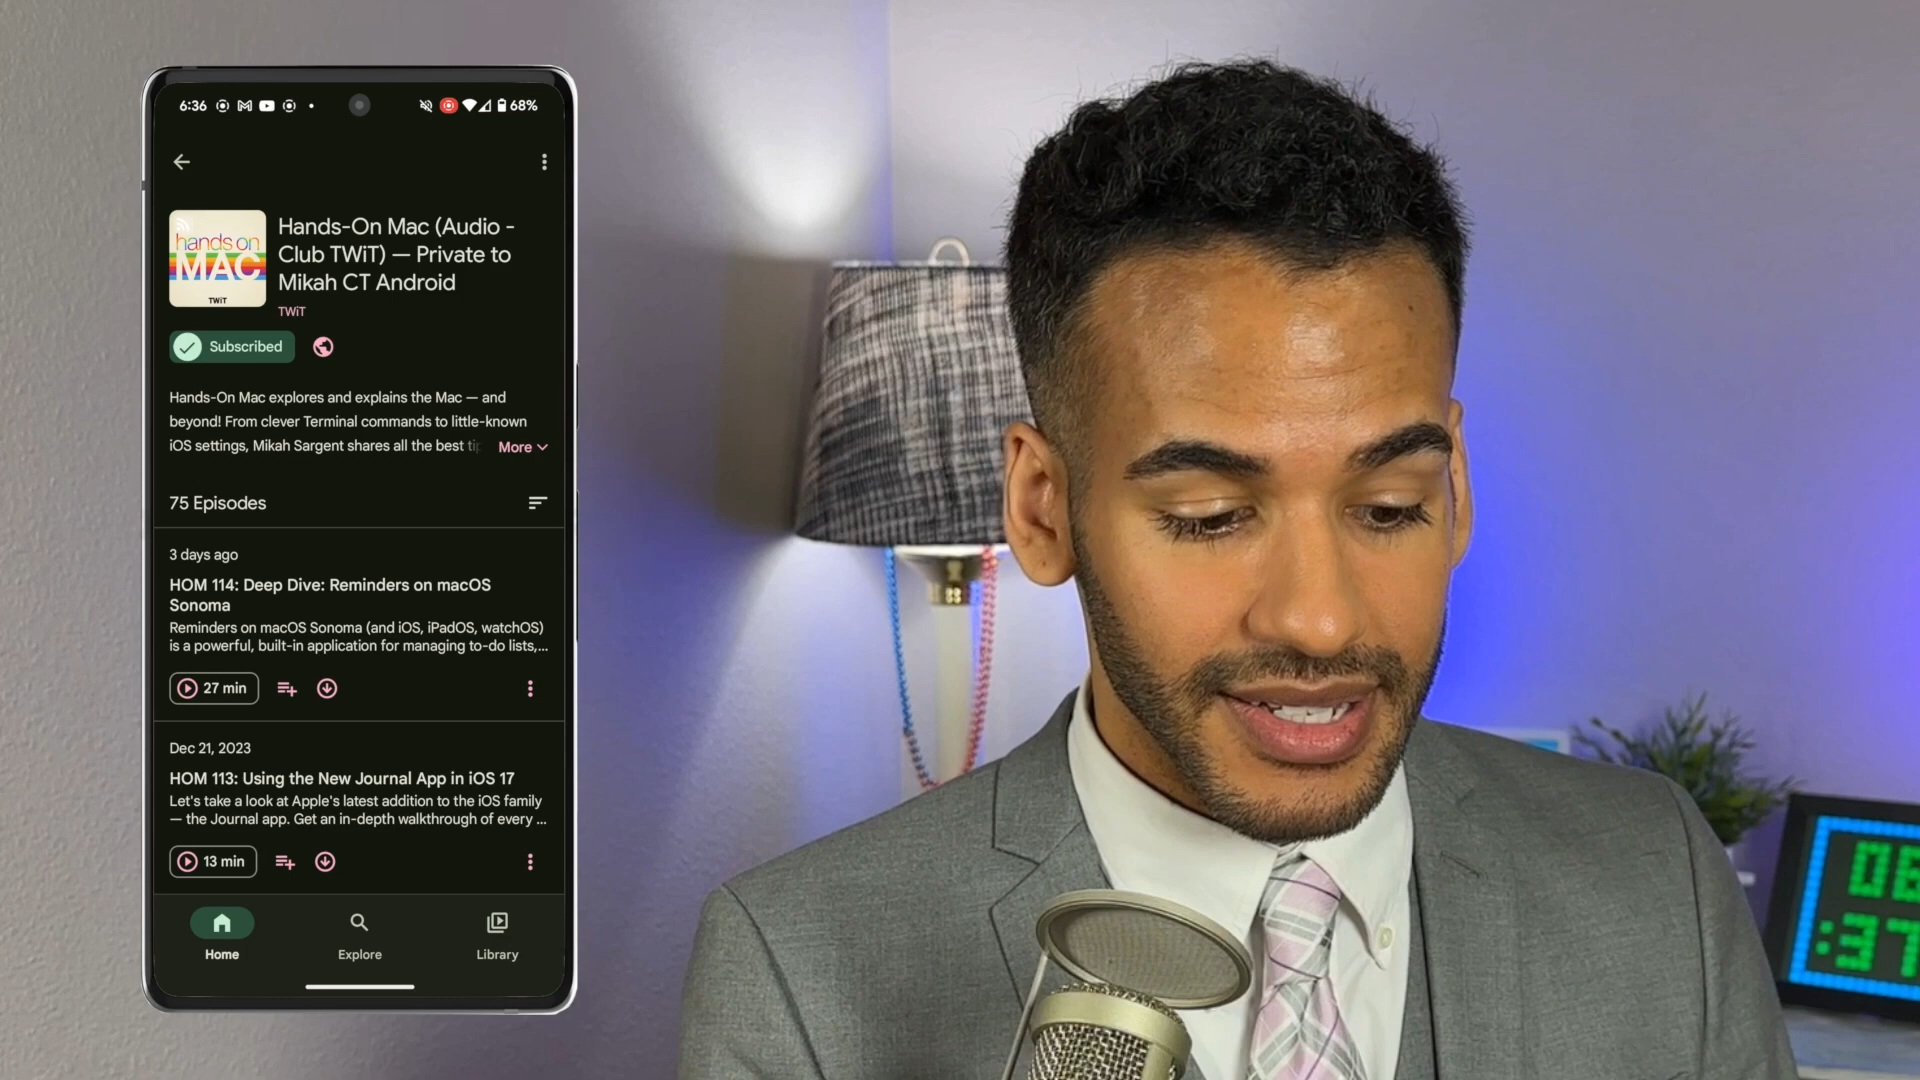 6:36
68%
hands on
MAC
TWiT
Hands-On Mac (Audio -
Club TWiT) — Private to
Mikah CT Android
TWiT
Subscribed
Hands-On Mac explores and explains the Mac — and
beyond! From clever Terminal commands to little-known
iOS settings, Mikah Sargent shares all the best
More
75 Episodes
3 days ago
HOM 114: Deep Dive: Reminders on macOS
Sonoma
Reminders on macOS Sonoma (and iOS, iPadOS, watchOS)
is a powerful, built-in application for managing to-do lists,...
27 min
Dec 21, 2023
HOM 113: Using the New Journal App in iOS 17
Let's take a look at Apple's latest addition to the iOS family
— the Journal app. Get an in-depth walkthrough of every ...
13 min
Home
Explore
Library
:37